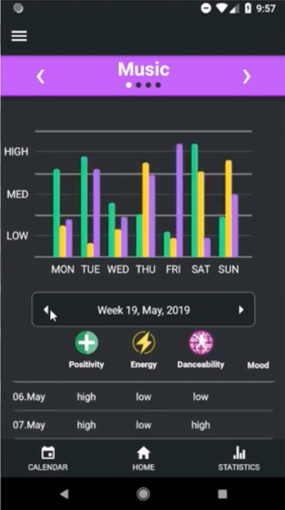 9:57
Music
HIGH
MED
LOW
MON TUE WED THU FRI SAT SUN
Week 19, May, 2019
Positivity Energy Danceability Mood
06.May high low low
07.May high low high
CALENDAR HOME STATISTICS